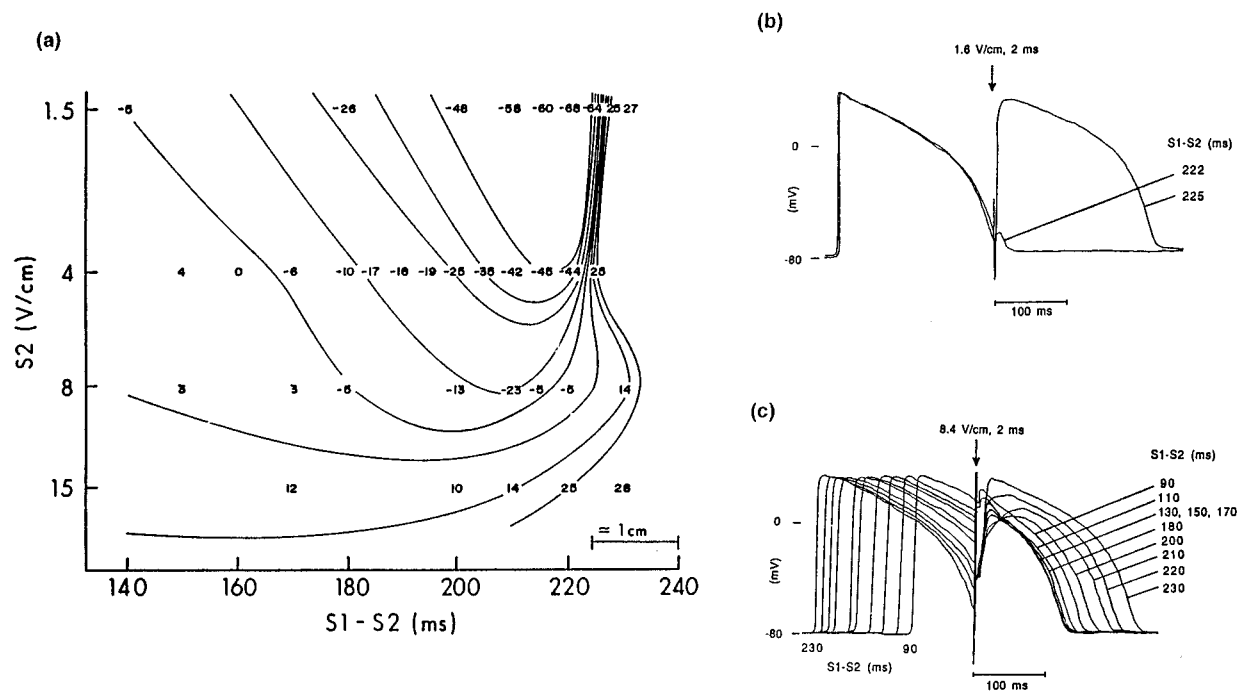 (a)
1.5
4
8
15
S2 (V/cm)
-5 -26 -48 -58 -60 -68 -64 25 27
4 0 -6 -10 -17 -16 -19 -25 -35 -42 -45 -44 25
3 3 -5 -13 -23 -5 -5 14
12 10 14 25 28
≃ 1cm
140 160 180 200 220 240
S1-S2 (ms)
(b)
1.6 V/cm, 2 ms
0
(mV)
-80
S1-S2 (ms)
222
225
100 ms
(c)
8.4 V/cm, 2 ms
0
(mV)
-80
S1-S2 (ms)
90
110
130, 150, 170
180
200
210
220
230
230 90
S1-S2 (ms)
100 ms